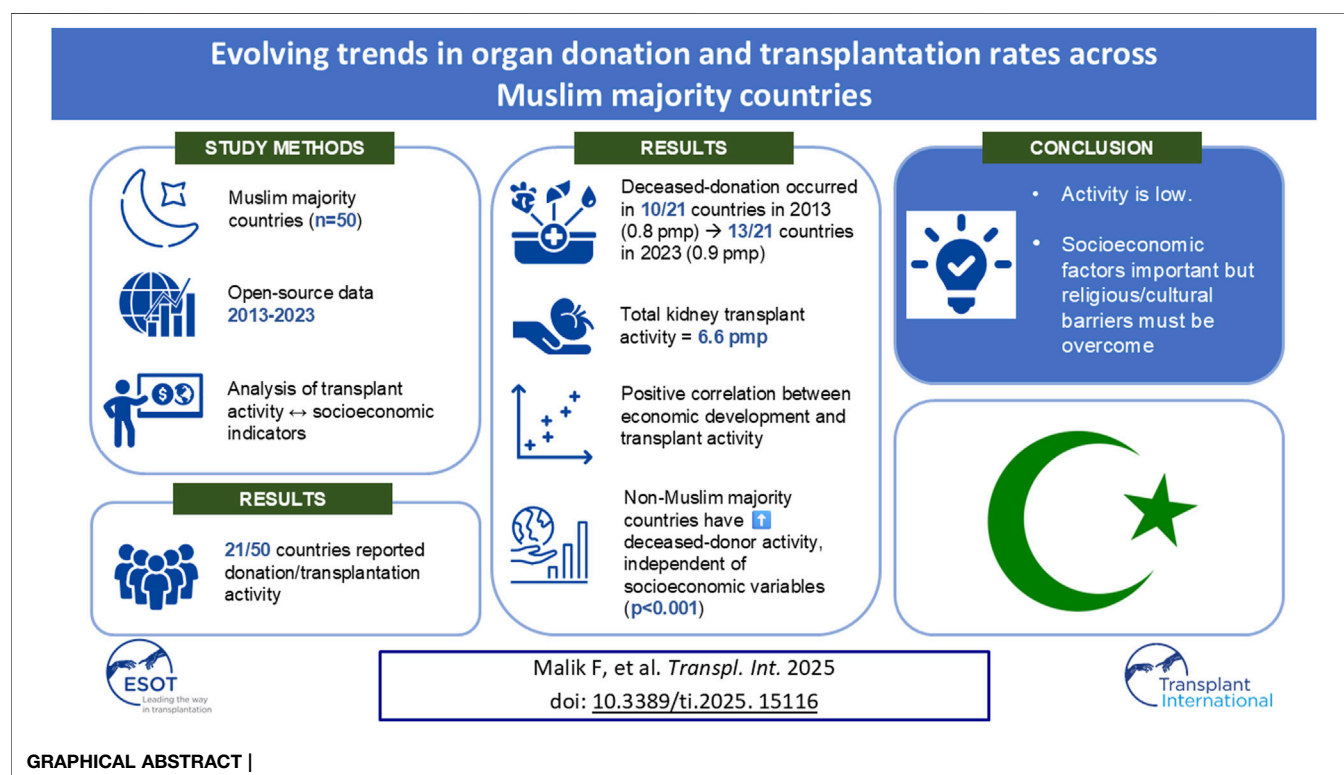 Evolving trends in organ donation and transplantation rates across
Muslim majority countries
STUDY METHODS
Muslim majority
countries (n=50)
Open-source data
2013-2023
Analysis of transplant
activity ↔ socioeconomic
indicators
RESULTS
21/50 countries reported
donation/transplantation
activity
RESULTS
Deceased-donation occurred
in 10/21 countries in 2013
(0.8 pmp) → 13/21 countries
in 2023 (0.9 pmp)
Total kidney transplant
activity = 6.6 pmp
Positive correlation between
economic development and
transplant activity
Non-Muslim majority
countries have ⬆
deceased-donor activity,
independent of
socioeconomic variables
(p<0.001)
CONCLUSION
• Activity is low.
• Socioeconomic
factors important but
religious/cultural
barriers must be
overcome
ESOT
Leading the way
in transplantation
Malik F, et al. Transpl. Int. 2025
doi: 10.3389/ti.2025. 15116
Transplant
International
GRAPHICAL ABSTRACT |